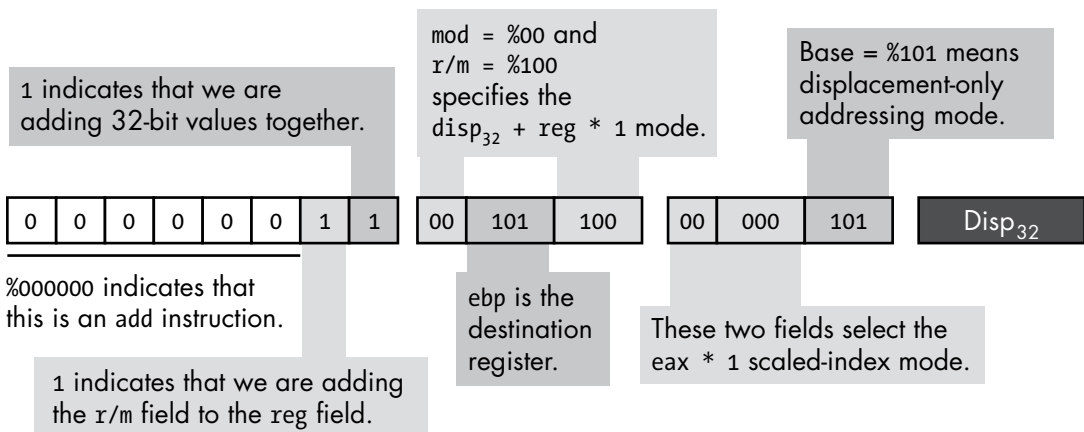 mod = %00 and
r/m = %100
specifies the
disp32 + reg * 1 mode.
Base = %101 means
displacement-only
addressing mode.
1 indicates that we are
adding 32-bit values together.
0 0 0 0 0 0 1 1 00 101 100 00 000 101 Disp32
%000000 indicates that
this is an add instruction.
ebp is the
destination
register.
These two fields select the
eax * 1 scaled-index mode.
1 indicates that we are adding
the r/m field to the reg field.